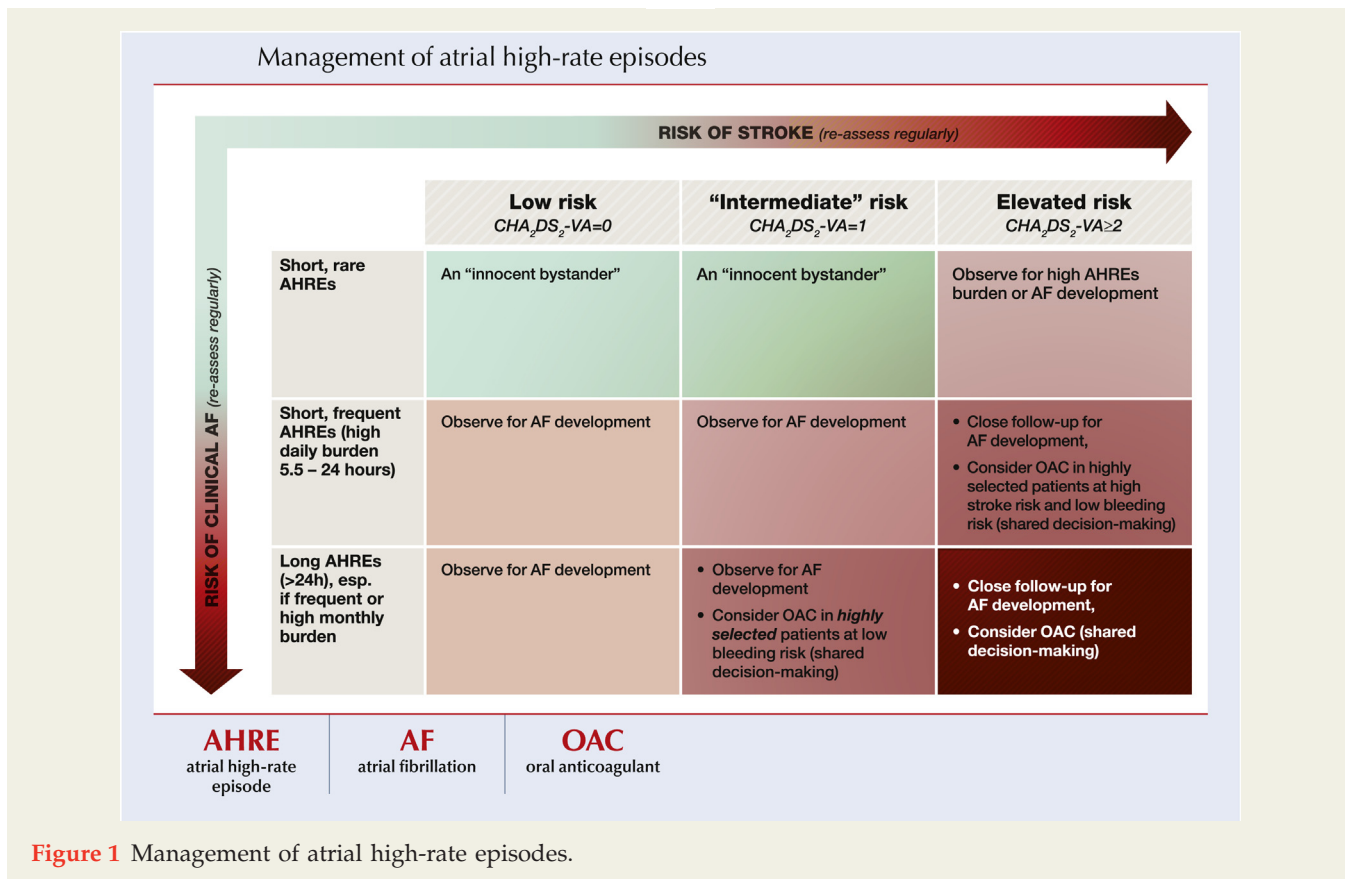 Management of atrial high-rate episodes
RISK OF STROKE (re-assess regularly)
RISK OF CLINICAL AF (re-assess regularly)
Low risk
CHA₂DS₂-VA=0
“Intermediate” risk
CHA₂DS₂-VA=1
Elevated risk
CHA₂DS₂-VA≥2
Short, rare
AHREs
An “innocent bystander”
An “innocent bystander”
Observe for high AHREs
burden or AF development
Short, frequent
AHREs (high
daily burden
5.5 – 24 hours)
Observe for AF development
Observe for AF development
• Close follow-up for
AF development,
• Consider OAC in highly
selected patients at high
stroke risk and low bleeding
risk (shared decision-making)
Long AHREs
(>24h), esp.
if frequent or
high monthly
burden
Observe for AF development
• Observe for AF
development
• Consider OAC in highly
selected patients at low
bleeding risk (shared
decision-making)
• Close follow-up for
AF development,
• Consider OAC (shared
decision-making)
AHRE
atrial high-rate
episode
AF
atrial fibrillation
OAC
oral anticoagulant
Figure 1 Management of atrial high-rate episodes.